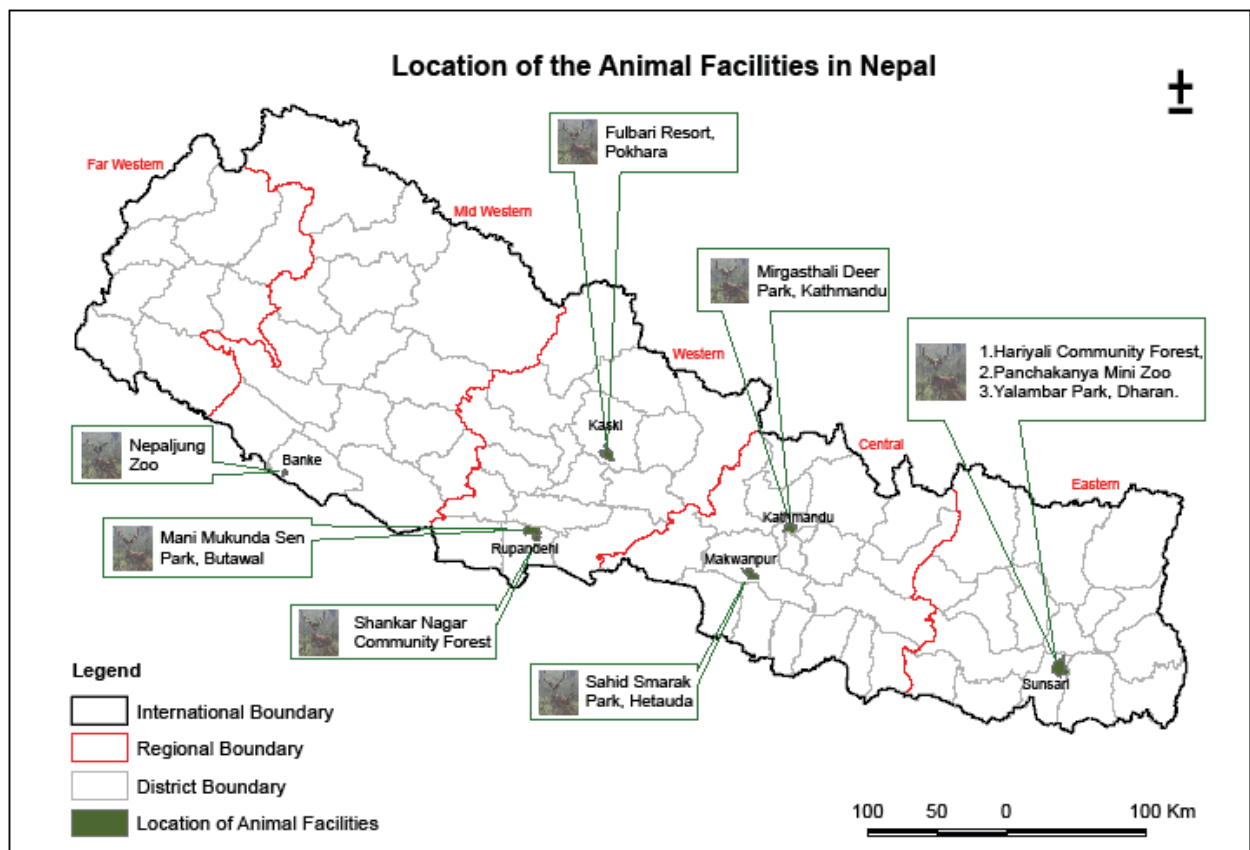 Location of the Animal Facilities in Nepal
±
Fulbari Resort,
Pokhara
Far Western
Mid Western
Mirgasthali Deer
Park, Kathmandu
Western
1.Hariyali Community Forest,
2.Panchakanya Mini Zoo
3.Yalambar Park, Dharan.
Kaski
Nepaljung
Zoo
Banke
Central
Eastern
Mani Mukunda Sen
Park, Butawal
Rupandehi
Kathmandu
Makwanpur
Shankar Nagar
Community Forest
Sahid Smarak
Park, Hetauda
Sunsari
Legend
International Boundary
Regional Boundary
District Boundary
Location of Animal Facilities
100 50 0 100 Km